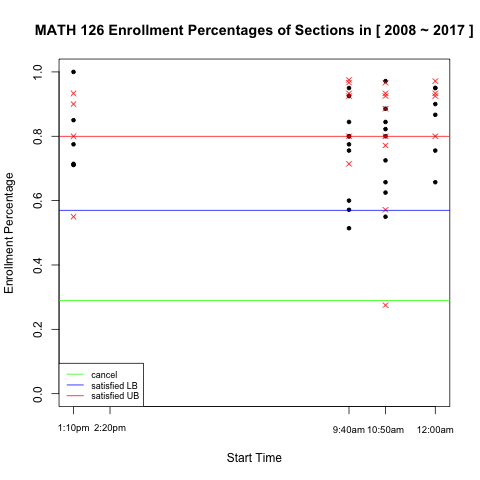 MATH 126 Enrollment Percentages of Sections in [ 2008 ~ 2017 ]
Enrollment Percentage
1.0
0.8
0.6
0.4
0.2
0.0
cancel
satisfied LB
satisfied UB
1:10pm 2:20pm 9:40am 10:50am 12:00am
Start Time